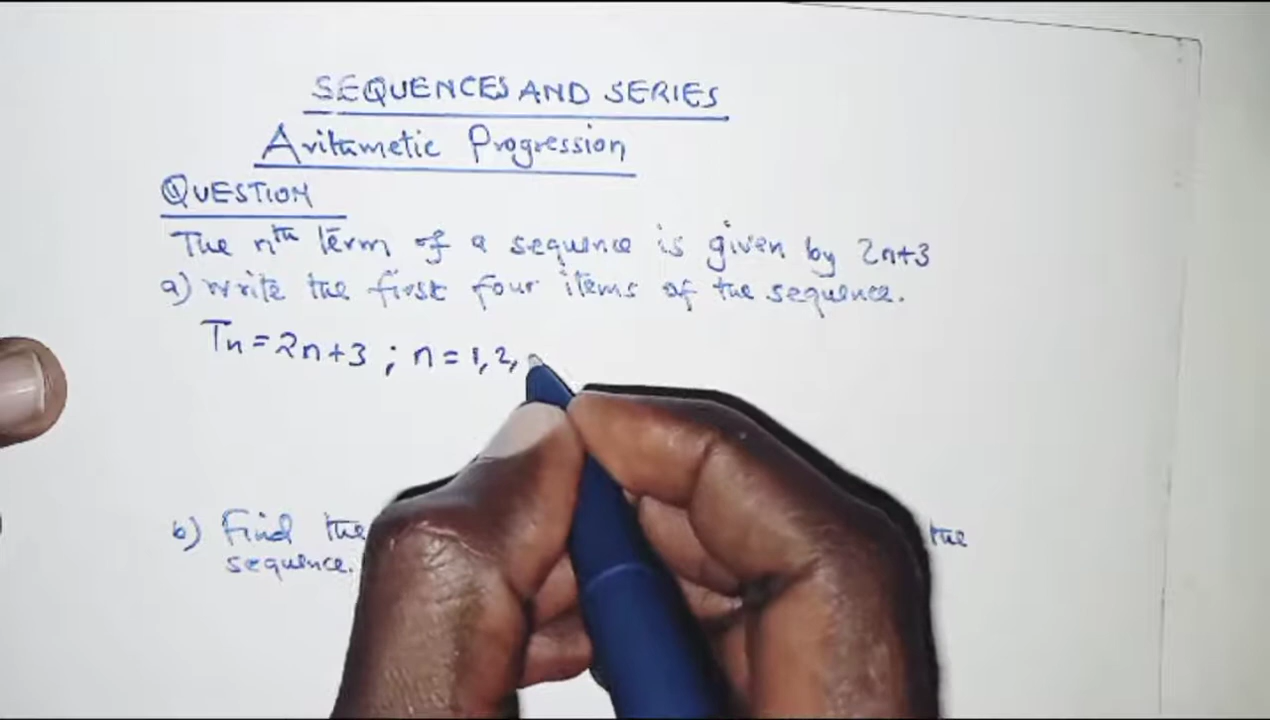 SEQUENCES AND SERIES
Aritametic Progression
QUESTION
The nth term of a sequence is given by 2n+3
a) write the first four items of the sequence.
Tn = 2n+3 ; n = 1, 2,
b) Find the the
sequence.